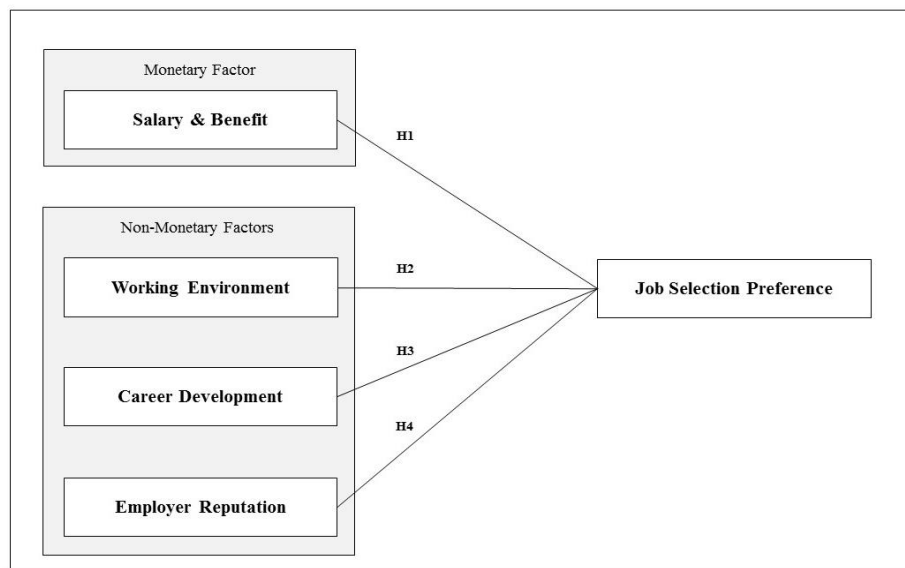 Monetary Factor
Salary & Benefit
H1
Non-Monetary Factors
Working Environment
H2
Job Selection Preference
H3
Career Development
H4
Employer Reputation